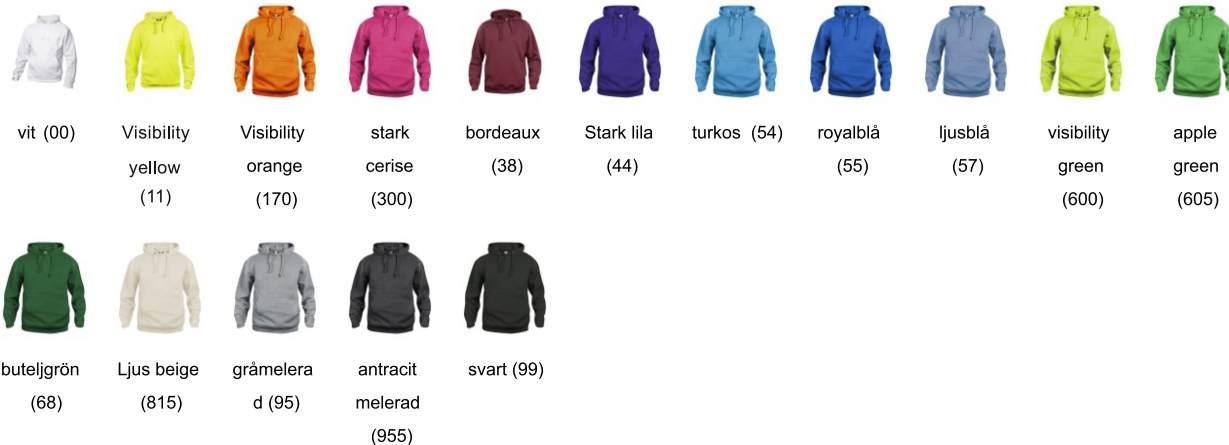 vit (00)
Visibility
yellow
(11)
Visibility
orange
(170)
stark
cerise
(300)
bordeaux
(38)
Stark lila
(44)
turkos (54)
royalblå
(55)
ljusblå
(57)
visibility
green
(600)
apple
green
(605)
buteljgrön
(68)
Ljus beige
(815)
gråmelera
d (95)
antracit
melerad
(955)
svart (99)